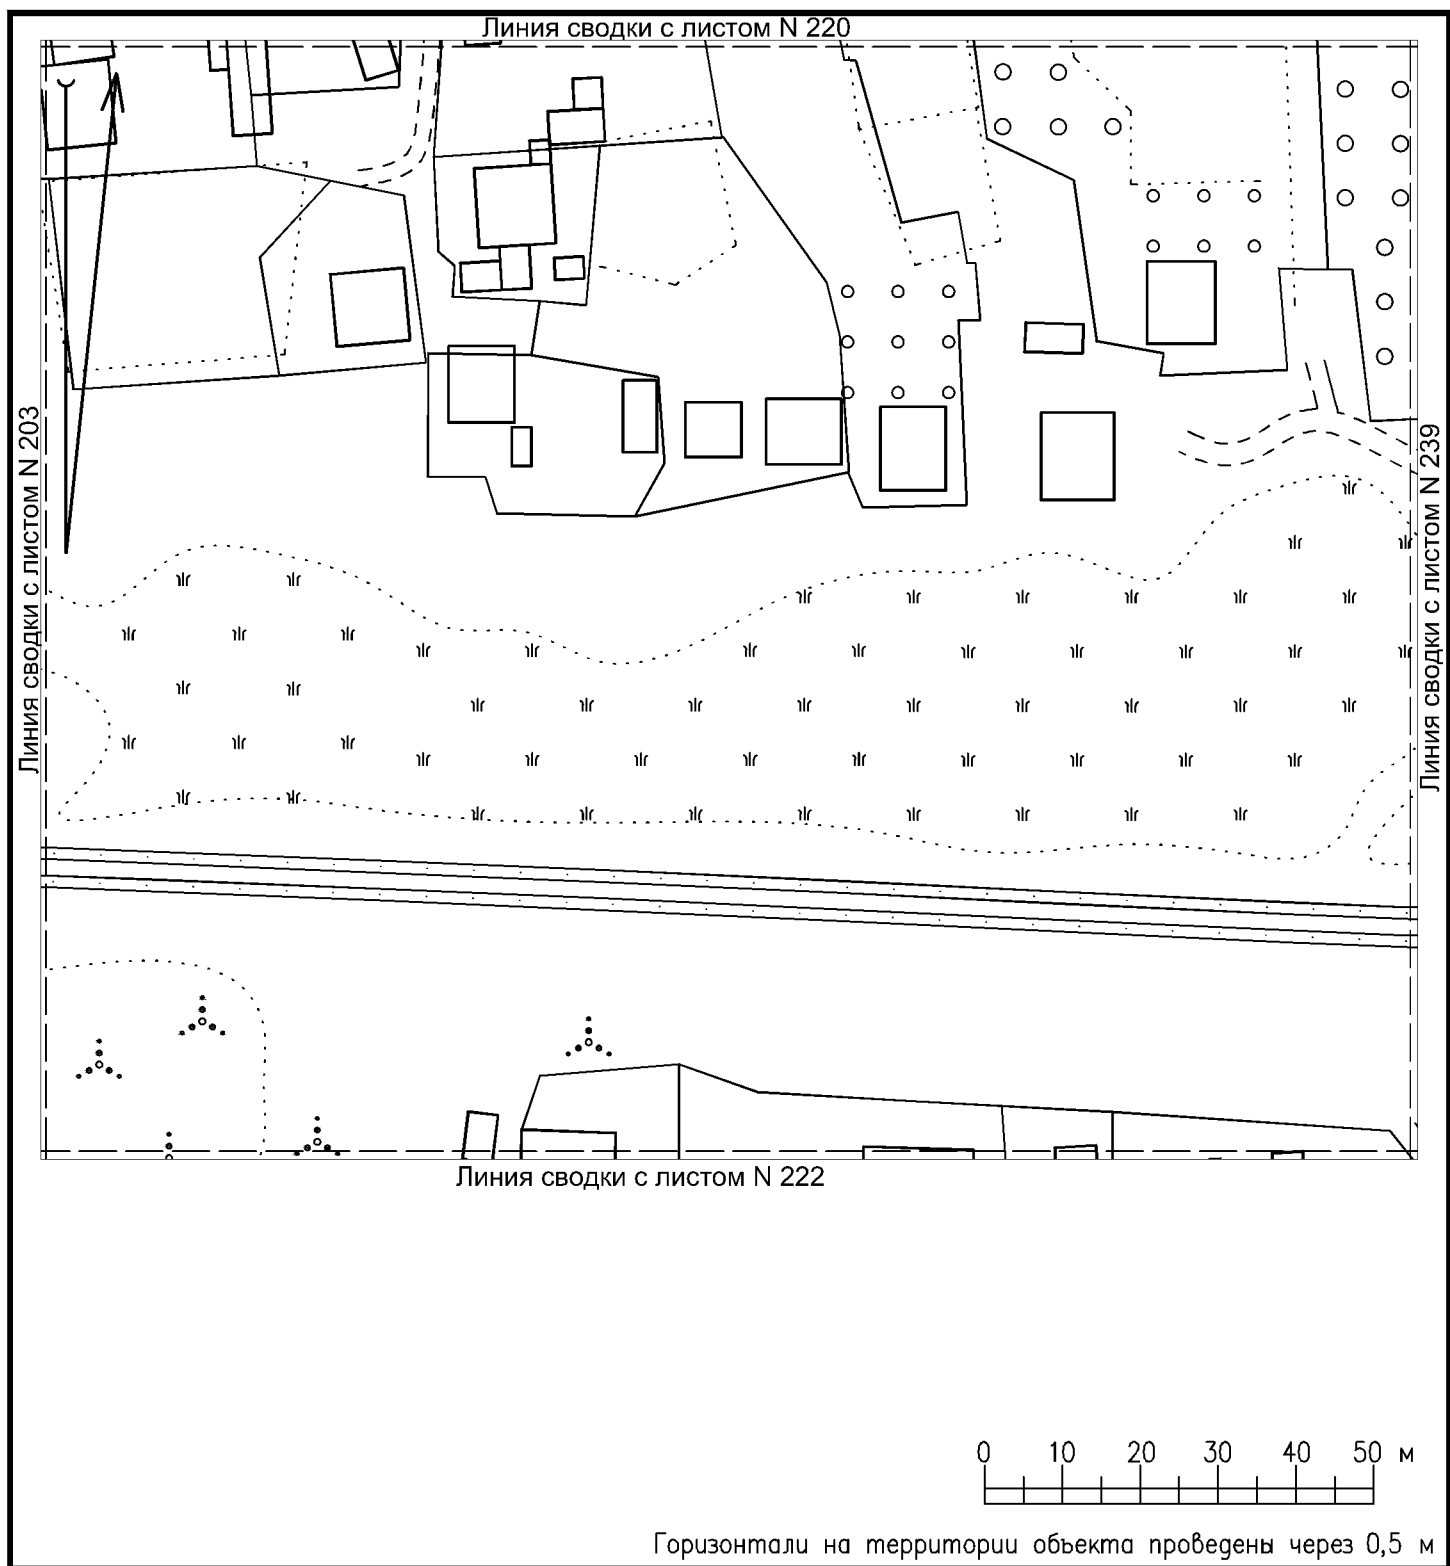 Линия сводки с листом N 220
Линия сводки с листом N 203
Линия сводки с листом N 239
Линия сводки с листом N 222
0 10 20 30 40 50 м
Горизонтали на территории объекта проведены через 0,5 м